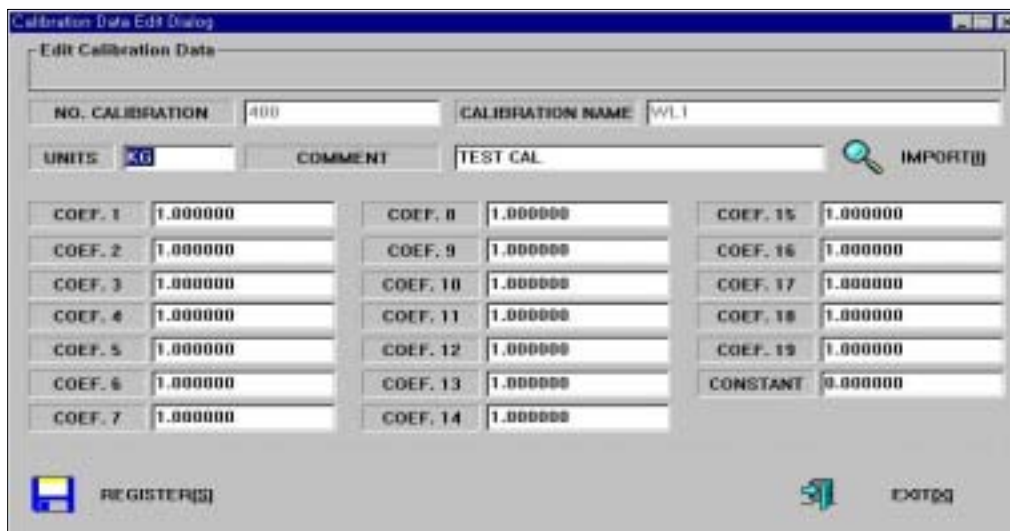 Calibration Data Edit Dialog
Edit Calibration Data
NO. CALIBRATION 400 CALIBRATION NAME WL1
UNITS KG COMMENT TEST CAL IMPORT(I)
COEF. 1 1.000000 COEF. 8 1.000000 COEF. 15 1.000000
COEF. 2 1.000000 COEF. 9 1.000000 COEF. 16 1.000000
COEF. 3 1.000000 COEF. 10 1.000000 COEF. 17 1.000000
COEF. 4 1.000000 COEF. 11 1.000000 COEF. 18 1.000000
COEF. 5 1.000000 COEF. 12 1.000000 COEF. 19 1.000000
COEF. 6 1.000000 COEF. 13 1.000000 CONSTANT 0.000000
COEF. 7 1.000000 COEF. 14 1.000000
REGISTER(S) EXIT(X)